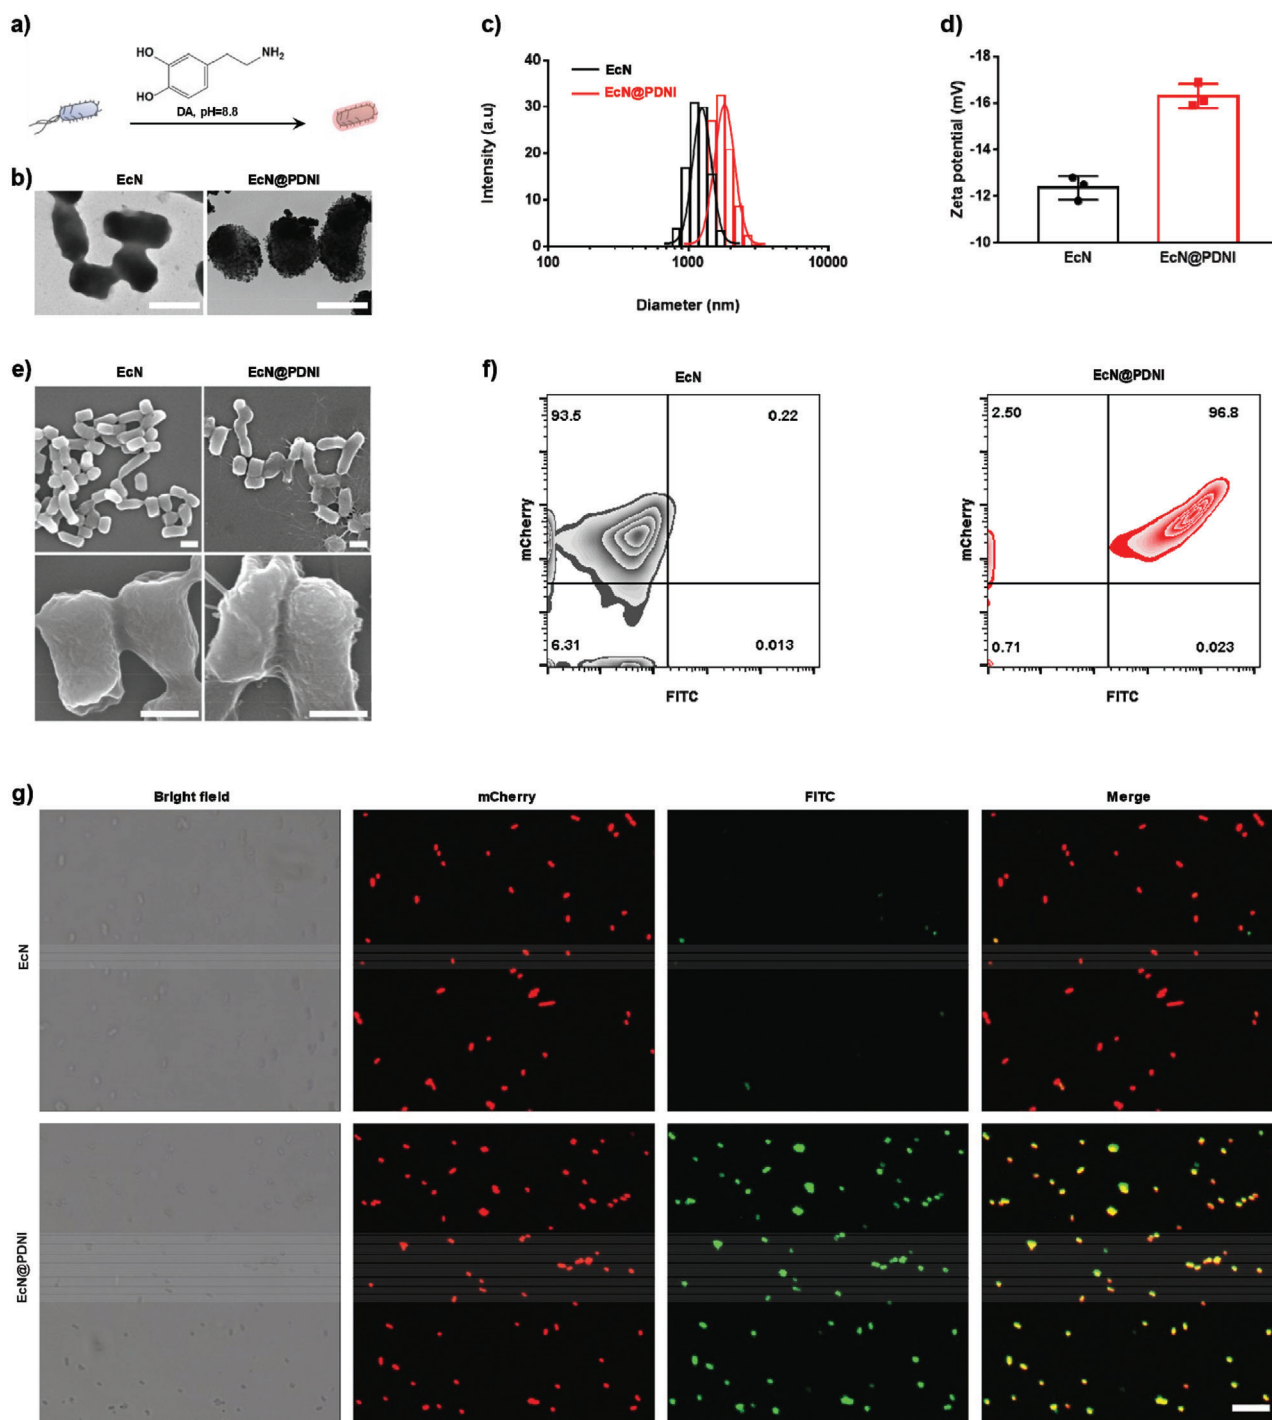 a)
HO
NH2
HO
DA, pH=8.8
b)
EcN
EcN@PDNI
c)
40
30
20
10
0
Intensity (a.u)
EcN
EcN@PDNI
100
1000
10000
Diameter (nm)
d)
-18
-16
-14
-12
-10
Zeta potential (mV)
EcN
EcN@PDNI
e)
EcN
EcN@PDNI
f)
EcN
93.5
0.22
6.31
0.013
mCherry
FITC
EcN@PDNI
2.50
96.8
0.71
0.023
mCherry
FITC
g)
Bright field
mCherry
FITC
Merge
EcN
EcN@PDNI